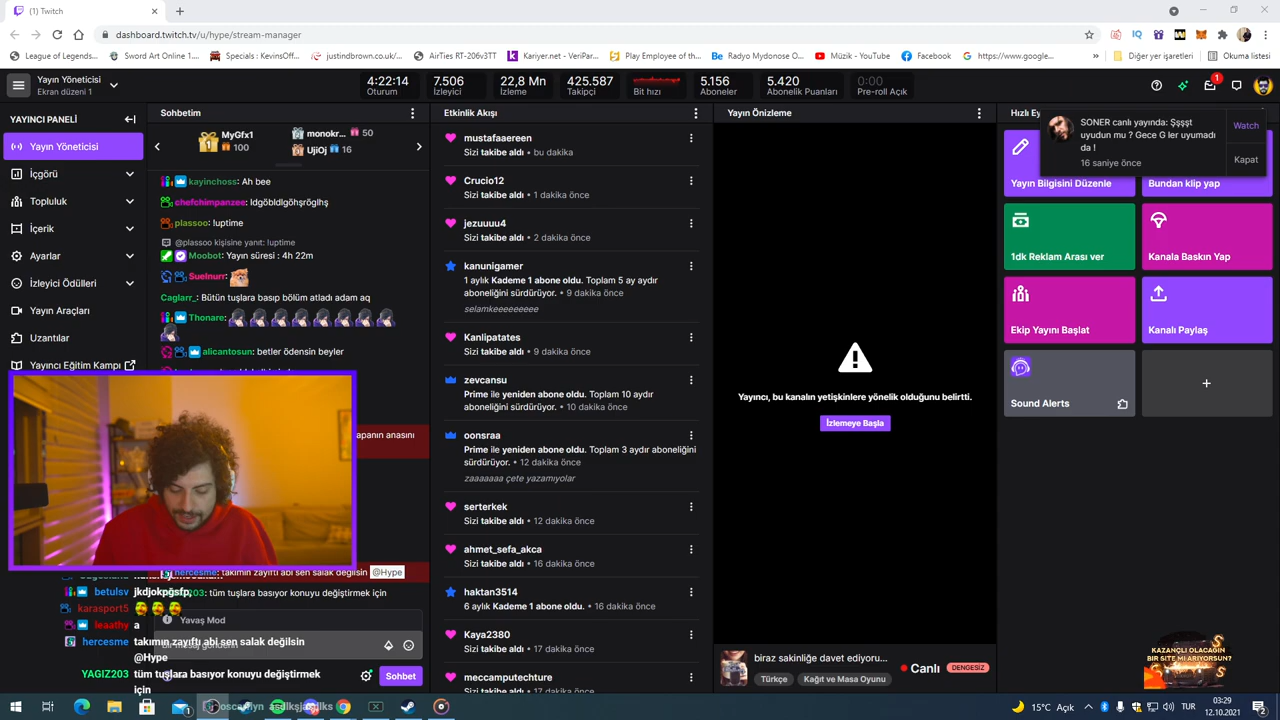 (1) Twitch
dashboard.twitch.tv/u/hype/stream-manager
League of Legends...
Sword Art Online 1...
Specials : KevinsOff...
justindbrown.co.uk/...
AirTies RT-206v3TT
Kariyer.net - VeriPar...
Play Employee of th...
Be Radyo Mydonose O...
Müzik - YouTube
Facebook
https://www.google...
Diğer yer işaretleri
Okuma listesi
Yayın Yöneticisi
Ekran düzeni 1
4:22:14
Oturum
7.506
İzleyici
22,8 Mn
İzleme
425.587
Takipçi
Bit hızı
5.156
Aboneler
5.420
Abonelik Puanları
0:00
Pre-roll Açık
1
YAYINCI PANELİ
Yayın Yöneticisi
İçgörü
Topluluk
İçerik
Ayarlar
İzleyici Ödülleri
Yayın Araçları
Uzantılar
Yayıncı Eğitim Kampı
Sohbetim
1 MyGfx1
100
monokr... 50
UjiOj 16
kayinchoss: Ah bee
chefchimpanzee: Idgöbldlgöhşröglhş
plassoo: !uptime
@plassoo kişisine yanıt: !uptime
Moobot: Yayın süresi : 4h 22m
Suelnurr:
Caglarr_: Bütün tuşlara basıp bölüm atladı adam aq
Thonare:
alicantosun: betler ödensin beyler
apanın anasını
hercesme: takımın zayıftı abi sen salak değilsin @Hype
203: tüm tuşlara basıyor konuyu değiştirmek için
betulsv jkdjokpğsfp,
karasport5
leaathy a
hercesme takımın zayıftı abi sen salak değilsin
@Hype
YAGIZ203 tüm tuşlara basıyor konuyu değiştirmek
için
Yavaş Mod
Sohbet
Etkinlik Akışı
mustafaaereen
Sizi takibe aldı • bu dakika
Crucio12
Sizi takibe aldı • 1 dakika önce
jezuuuu4
Sizi takibe aldı • 2 dakika önce
kanunigamer
1 aylık Kademe 1 abone oldu. Toplam 5 ay aydır
aboneliğini sürdürüyor. • 9 dakika önce
selamkeeeeeeeee
Kanlipatates
Sizi takibe aldı • 9 dakika önce
zevcansu
Prime ile yeniden abone oldu. Toplam 10 aydır
aboneliğini sürdürüyor. • 10 dakika önce
oonsraa
Prime ile yeniden abone oldu. Toplam 3 aydır aboneliğini
sürdürüyor. • 12 dakika önce
zaaaaaaa çete yazamıyolar
serterkek
Sizi takibe aldı • 12 dakika önce
ahmet_sefa_akca
Sizi takibe aldı • 16 dakika önce
haktan3514
6 aylık Kademe 1 abone oldu. • 16 dakika önce
Kaya2380
Sizi takibe aldı • 17 dakika önce
meccamputechture
Sizi takibe aldı • 17 dakika önce
Yayın Önizleme
Yayıncı, bu kanalın yetişkinlere yönelik olduğunu belirtti.
İzlemeye Başla
biraz sakinliğe davet ediyoru...
Türkçe
Kağıt ve Masa Oyunu
Canlı
DENGESİZ
Hızlı Ey
SONER canlı yayında: Şşşşt
uyudun mu ? Gece G ler uyumadı
da !
16 saniye önce
Watch
Kapat
Yayın Bilgisini Düzenle
Bundan klip yap
1dk Reklam Arası ver
Kanala Baskın Yap
Ekip Yayını Başlat
Kanalı Paylaş
Sound Alerts
KAZANÇLI OLACAĞIN
BIR SITE MI ARIYORSUN?
15°C Açık
TUR
03:29
12.10.2021
2